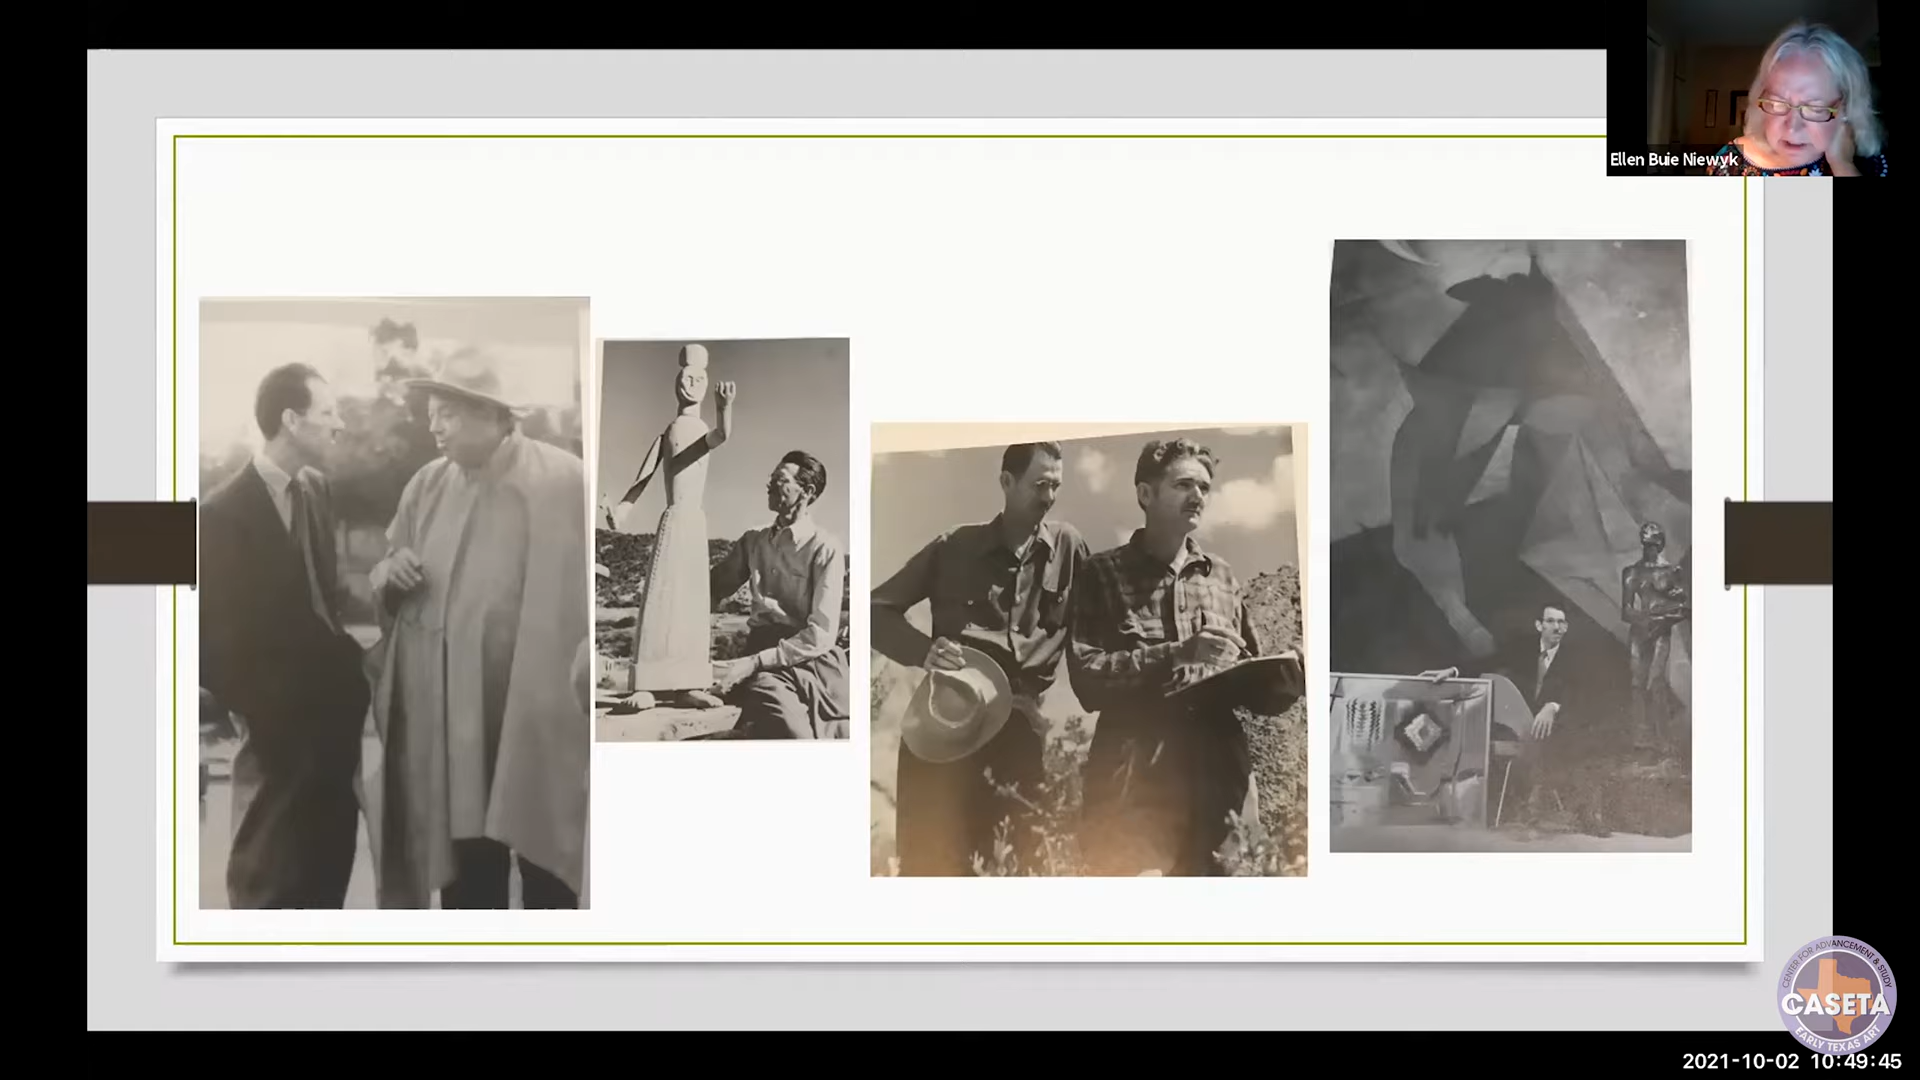 Ellen Buie Niewyk
CENTER FOR ADVANCEMENT & STUDY
CASETA
EARLY TEXAS ART
2021-10-02 10:49:45